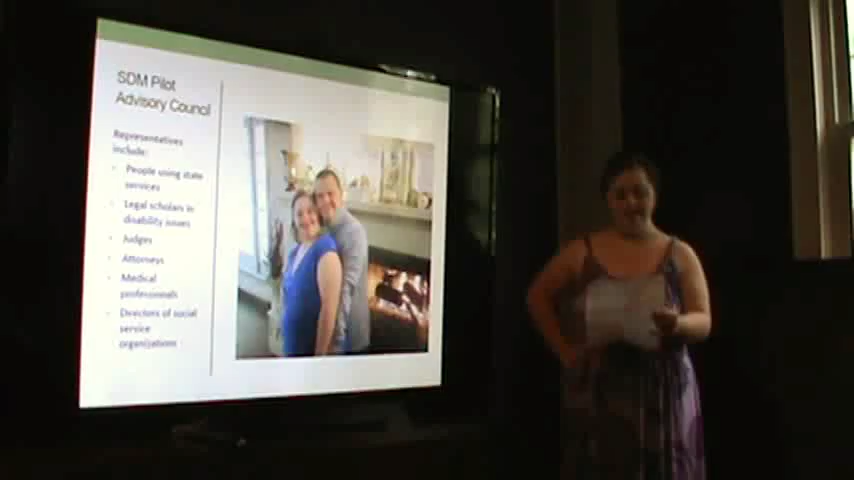 SDM Pilot
Advisory Council
Representatives
include:
People using state
services
Legal scholars in
disability issues
Judges
Attorneys
Medical
professionals
Directors of social
service
organizations